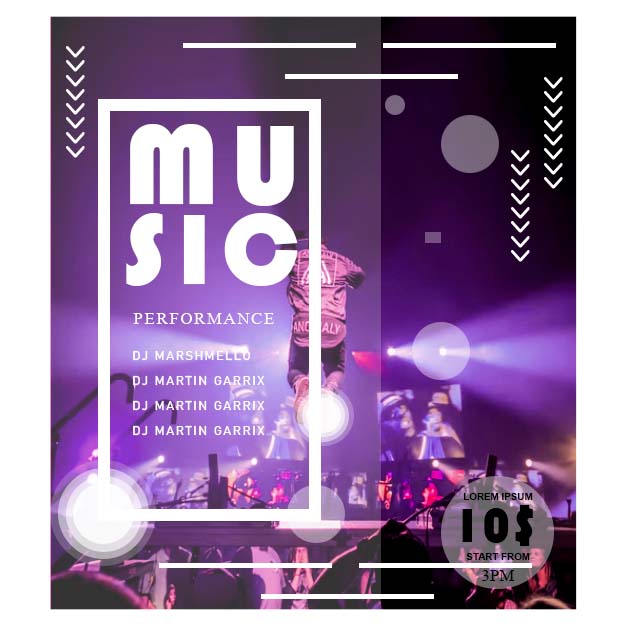 MU
SIC
PERFORMANCE
DJ MARSHMELLO
DJ MARTIN GARRIX
DJ MARTIN GARRIX
DJ MARTIN GARRIX
ANOMALY
LOREM IPSUM
10$
START FROM
3PM